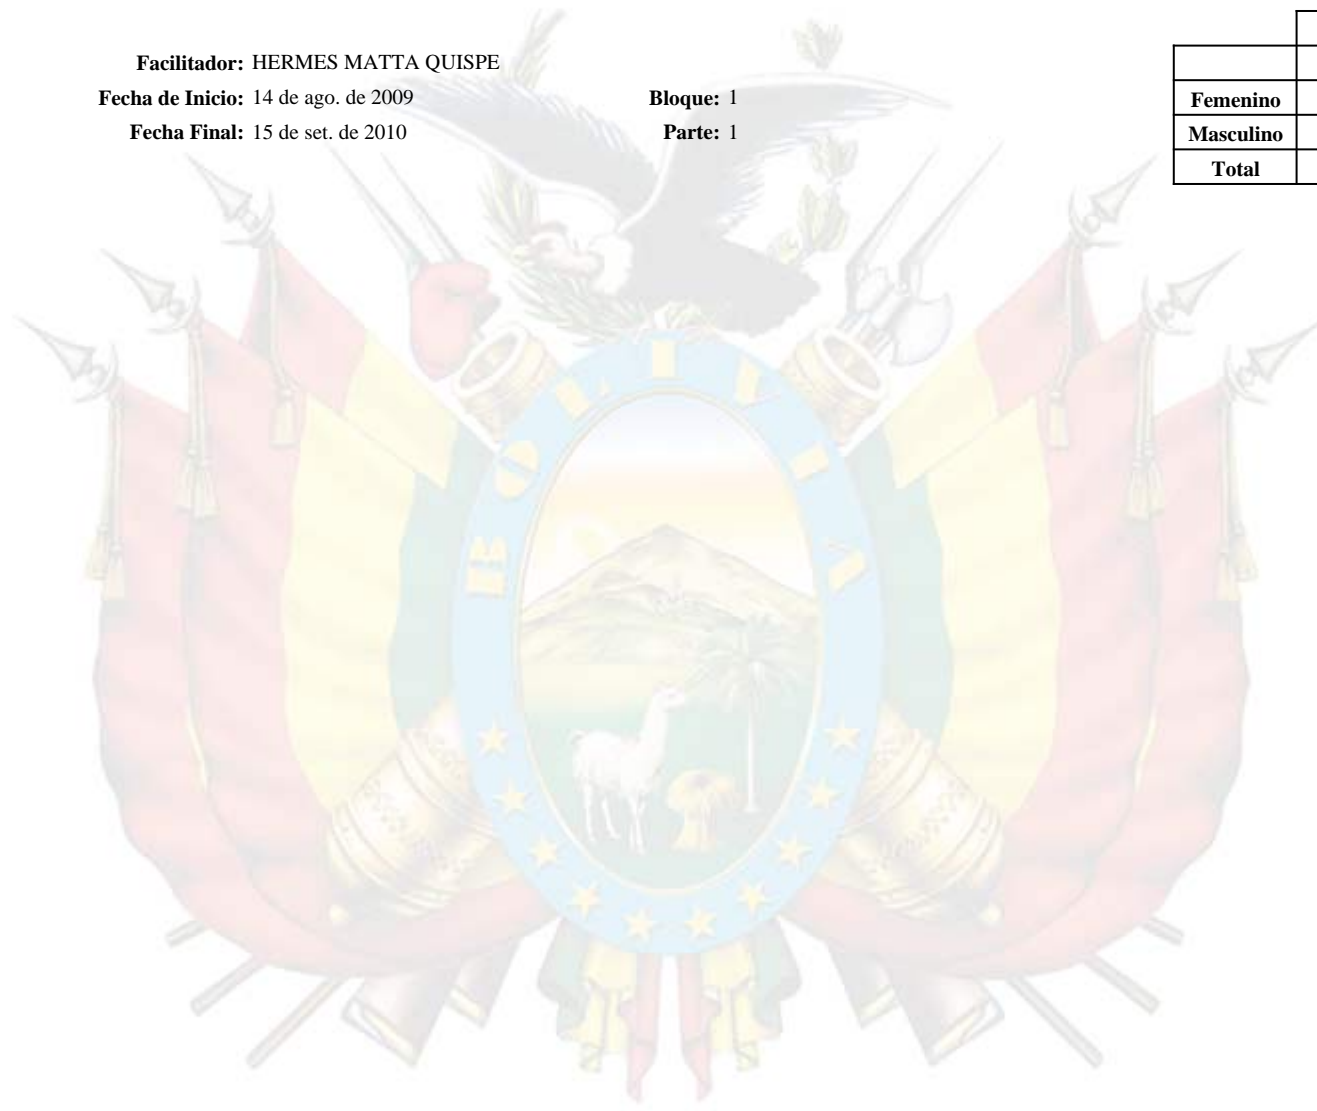 Facilitador: HERMES MATTA QUISPE
Fecha de Inicio: 14 de ago. de 2009 Bloque: 1
Fecha Final: 15 de set. de 2010 Parte: 1
Femenino
Masculino
Total
BOLIVIA